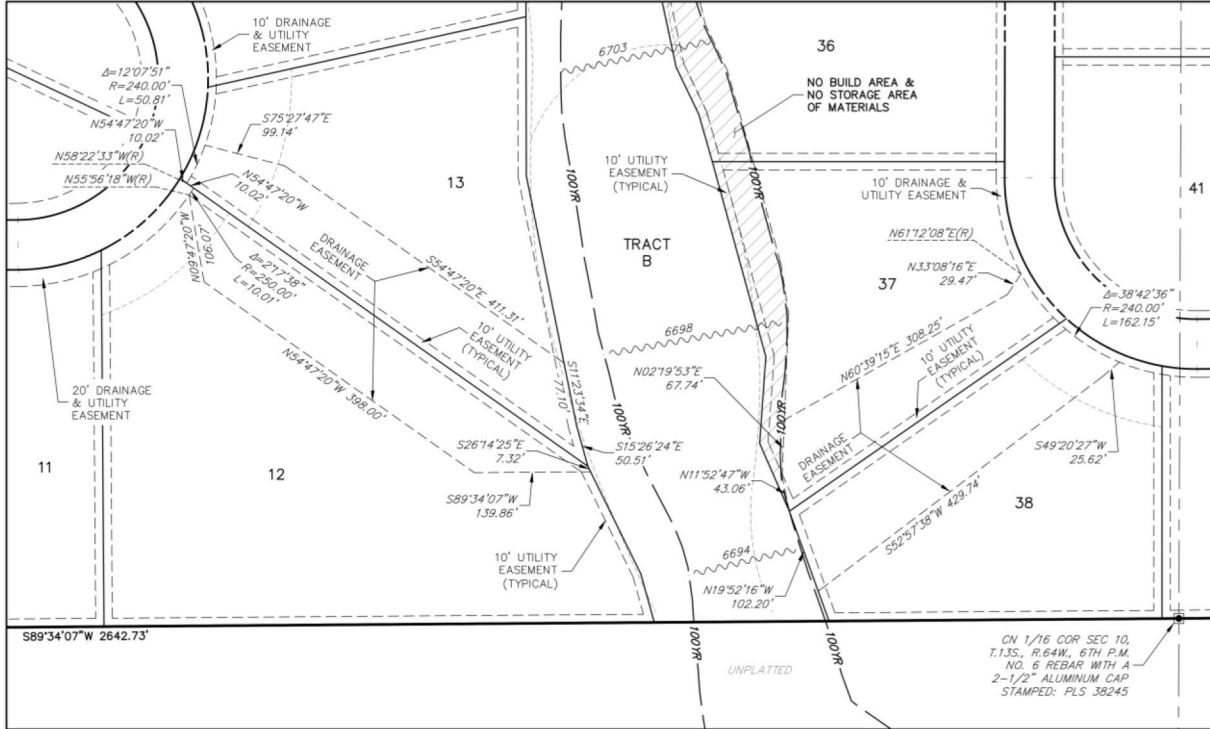 10' DRAINAGE
& UTILITY
EASEMENT
Δ=12°07'51"
R=240.00'
L=50.81'
N54°47'20"W
10.02'
N58°22'33"W(R)
N55°56'18"W(R)
S75°27'47"E
99.14'
N54°47'20"W
10.02'
13
N09°47'20"W
106.07'
Δ=2°17'38"
R=250.00'
L=10.01'
DRAINAGE
EASEMENT
S54°47'20"E 411.31'
10' UTILITY
EASEMENT
(TYPICAL)
N54°47'20"W 398.00'
20' DRAINAGE
& UTILITY
EASEMENT
11
12
S11°23'34"E
77.10'
S26°14'25"E
7.32'
S15°26'24"E
50.51'
S89°34'07"W
139.86'
10' UTILITY
EASEMENT
(TYPICAL)
6703
100YR
TRACT
B
6698
100YR
6694
100YR
36
NO BUILD AREA &
NO STORAGE AREA
OF MATERIALS
10' UTILITY
EASEMENT
(TYPICAL)
100YR
10' DRAINAGE &
UTILITY EASEMENT
41
N61°12'08"E(R)
37
N33°08'16"E
29.47'
Δ=38°42'36"
R=240.00'
L=162.15'
N60°39'15"E 308.25'
10' UTILITY
EASEMENT
(TYPICAL)
N02°19'53"E
67.74'
100YR
DRAINAGE
EASEMENT
N11°52'47"W
43.06'
S49°20'27"W
25.62'
S52°57'38"W 429.74'
38
N19°52'16"W
102.20'
100YR
S89°34'07"W 2642.73'
UNPLATTED
CN 1/16 COR SEC 10,
T.13S., R.64W., 6TH P.M.
NO. 6 REBAR WITH A
2-1/2" ALUMINUM CAP
STAMPED: PLS 38245